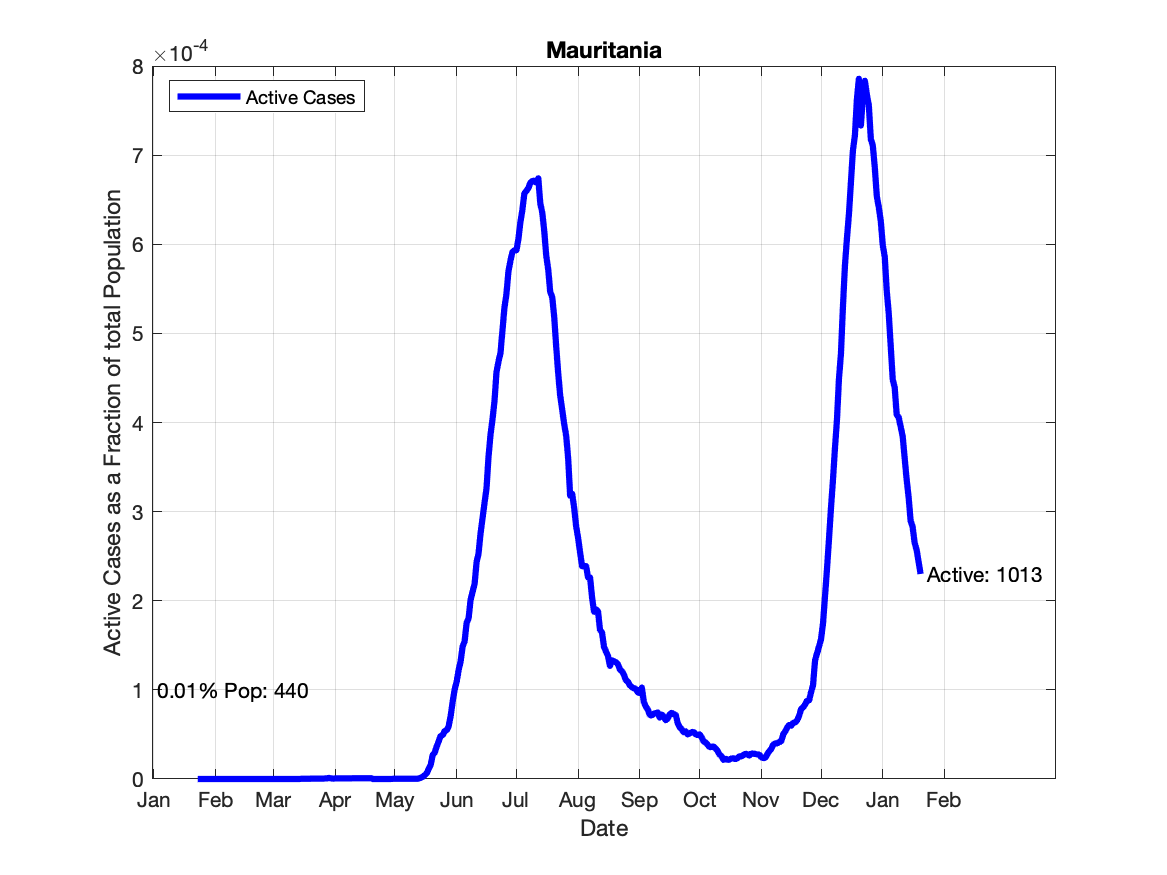 ×10-4
Mauritania
Active Cases
8
7
6
5
4
3
2
1
0
Active Cases as a Fraction of total Population
0.01% Pop: 440
Active: 1013
Jan Feb Mar Apr May Jun Jul Aug Sep Oct Nov Dec Jan Feb
Date